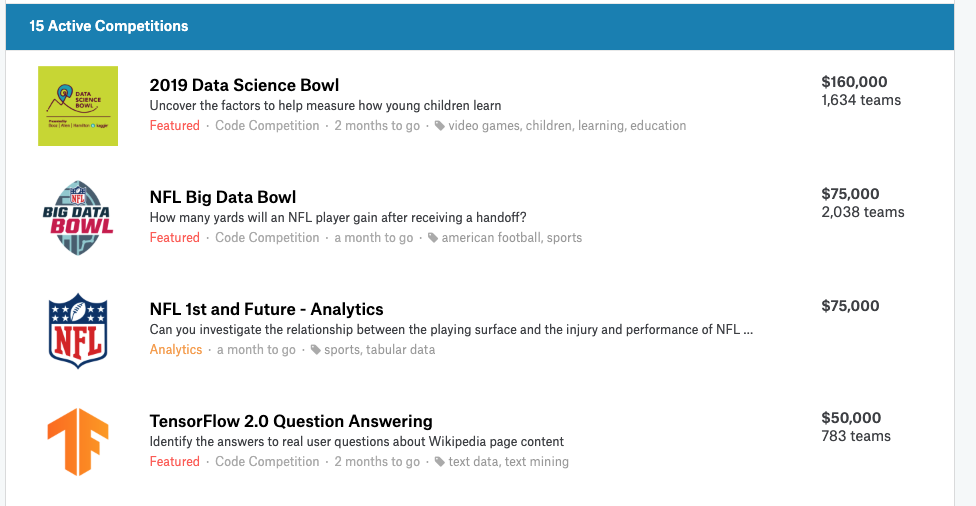 15 Active Competitions
DATA
SCIENCE
BOWL
2019 Data Science Bowl
Uncover the factors to help measure how young children learn
Featured · Code Competition · 2 months to go · video games, children, learning, education
$160,000
1,634 teams
NFL
BIG DATA
BOWL
NFL Big Data Bowl
How many yards will an NFL player gain after receiving a handoff?
Featured · Code Competition · a month to go · american football, sports
$75,000
2,038 teams
NFL
NFL 1st and Future - Analytics
Can you investigate the relationship between the playing surface and the injury and performance of NFL ...
Analytics · a month to go · sports, tabular data
$75,000
TensorFlow 2.0 Question Answering
Identify the answers to real user questions about Wikipedia page content
Featured · Code Competition · 2 months to go · text data, text mining
$50,000
783 teams